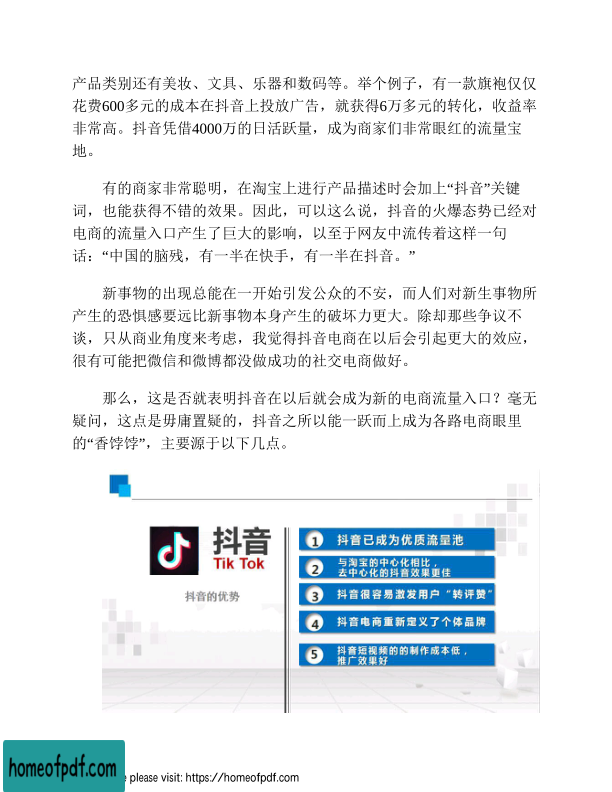 产品类别还有美妆、文具、乐器和数码等。举个例子，有一款旗袍仅仅
花费600多元的成本在抖音上投放广告，就获得6万多元的转化，收益率
非常高。抖音凭借4000万的日活跃量，成为商家们非常眼红的流量宝
地。
有的商家非常聪明，在淘宝上进行产品描述时会加上“抖音”关键
词，也能获得不错的效果。因此，可以这么说，抖音的火爆态势已经对
电商的流量入口产生了巨大的影响，以至于网友中流传着这样一句
话：“中国的脑残，有一半在快手，有一半在抖音。”
新事物的出现总能在一开始引发公众的不安，而人们对新生事物所
产生的恐惧感要远比新事物本身产生的破坏力更大。除却那些争议不
谈，只从商业角度来考虑，我觉得抖音电商在以后会引起更大的效应，
很有可能把微信和微博都没做成功的社交电商做好。
那么，这是否就表明抖音在以后就会成为新的电商流量入口？毫无
疑问，这点是毋庸置疑的，抖音之所以能一跃而上成为各路电商眼里
的“香饽饽”，主要源于以下几点。
抖音
Tik Tok
抖音的优势
1 抖音已成为优质流量池
2 与淘宝的中心化相比，
去中心化的抖音效果更佳
3 抖音很容易激发用户“转评赞”
4 抖音电商重新定义了个体品牌
5 抖音短视频的的制作成本低，
推广效果好
homeofpdf.com
e please visit: https://homeofpdf.com